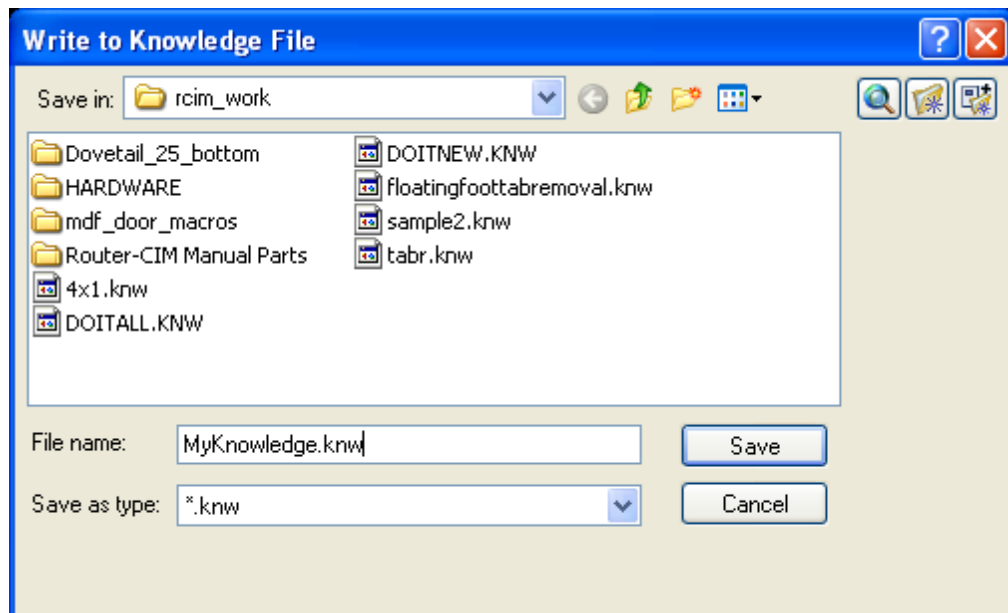 Write to Knowledge File
Save in: rcim_work
Dovetail_25_bottom
HARDWARE
mdf_door_macros
Router-CIM Manual Parts
4x1.knw
DOITALL.KNW
DOITNEW.KNW
floatingfoottabremoval.knw
sample2.knw
tabr.knw
File name: MyKnowledge.knw Save
Save as type: *.knw Cancel